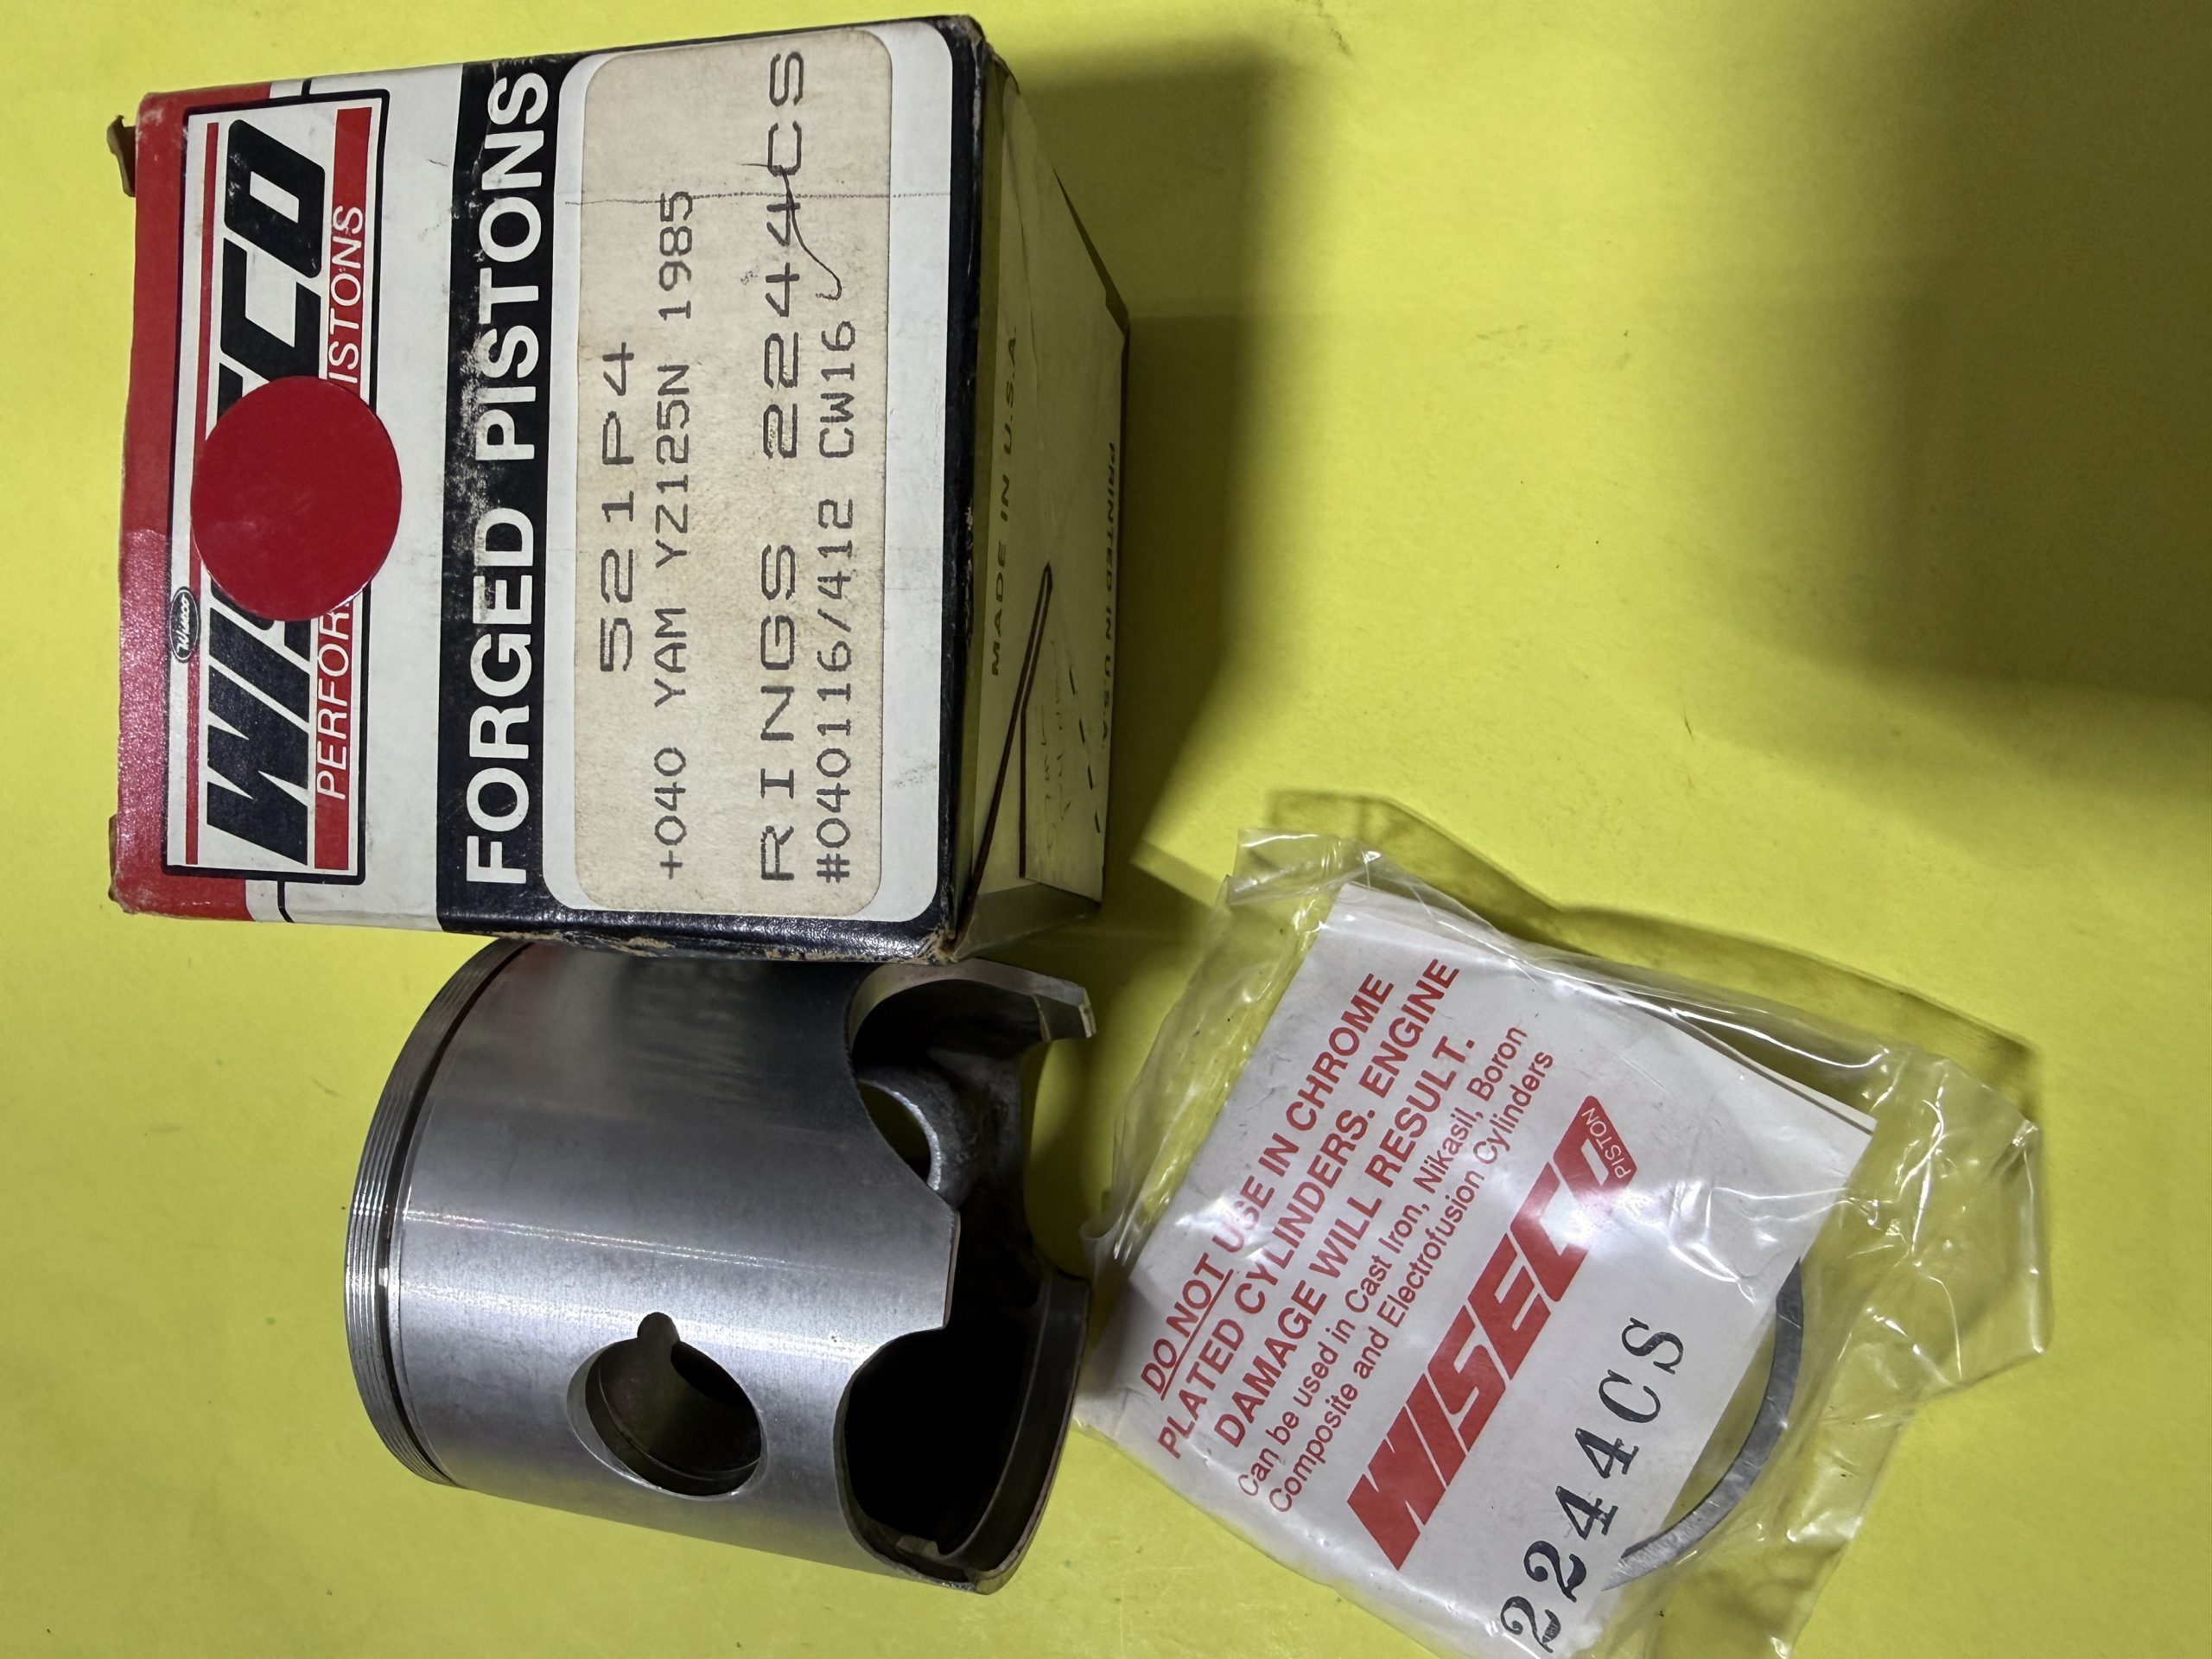 Wiseco
WISECO
PERFORMANCE PISTONS
FORGED PISTONS
521P4
+040 YAM YZ125N 1985
RINGS 2244CS
#040116/412 CW16
MADE IN U.S.A.
PRINTED IN U.S.A.
DO NOT USE IN CHROME
PLATED CYLINDERS. ENGINE
DAMAGE WILL RESULT.
Can be used in Cast Iron, Nikasil, Boron
Composite and Electrofusion Cylinders
WISECO
PISTON
2244CS